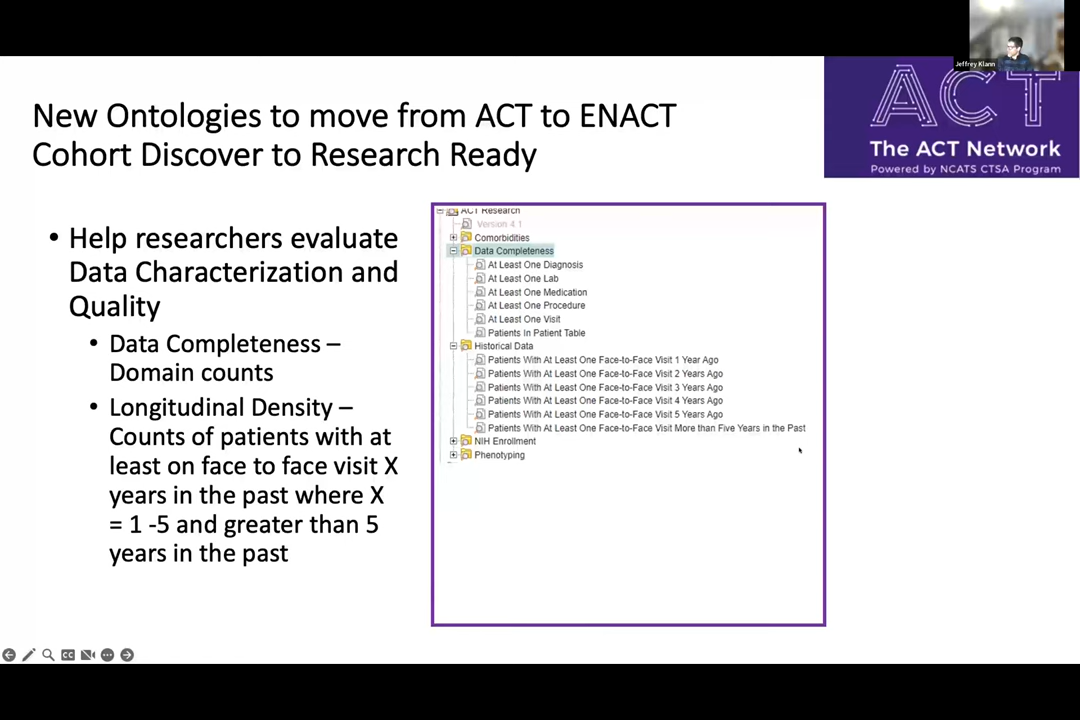 Jeffrey Klann
ACT
The ACT Network
Powered by NCATS CTSA Program
New Ontologies to move from ACT to ENACT
Cohort Discover to Research Ready
• Help researchers evaluate
Data Characterization and
Quality
• Data Completeness –
Domain counts
• Longitudinal Density –
Counts of patients with at
least on face to face visit X
years in the past where X
= 1 -5 and greater than 5
years in the past
ACT Research
Version 4.1
Comorbidities
Data Completeness
At Least One Diagnosis
At Least One Lab
At Least One Medication
At Least One Procedure
At Least One Visit
Patients In Patient Table
Historical Data
Patients With At Least One Face-to-Face Visit 1 Year Ago
Patients With At Least One Face-to-Face Visit 2 Years Ago
Patients With At Least One Face-to-Face Visit 3 Years Ago
Patients With At Least One Face-to-Face Visit 4 Years Ago
Patients With At Least One Face-to-Face Visit 5 Years Ago
Patients With At Least One Face-to-Face Visit More than Five Years in the Past
NIH Enrollment
Phenotyping
CC